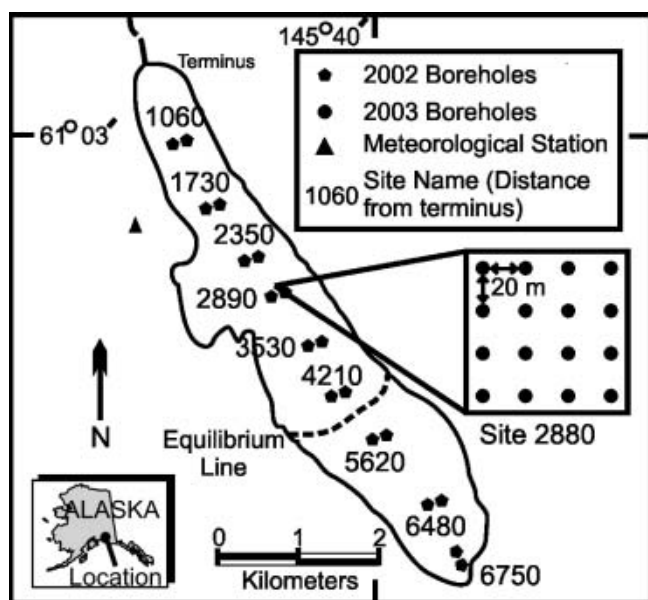 145°40′
Terminus
61°03′
1060
1730
2350
2890
3530
4210
5620
6480
6750
Equilibrium
Line
2002 Boreholes
2003 Boreholes
Meteorological Station
1060 Site Name (Distance
from terminus)
20 m
Site 2880
N
ALASKA
Location
0 1 2
Kilometers